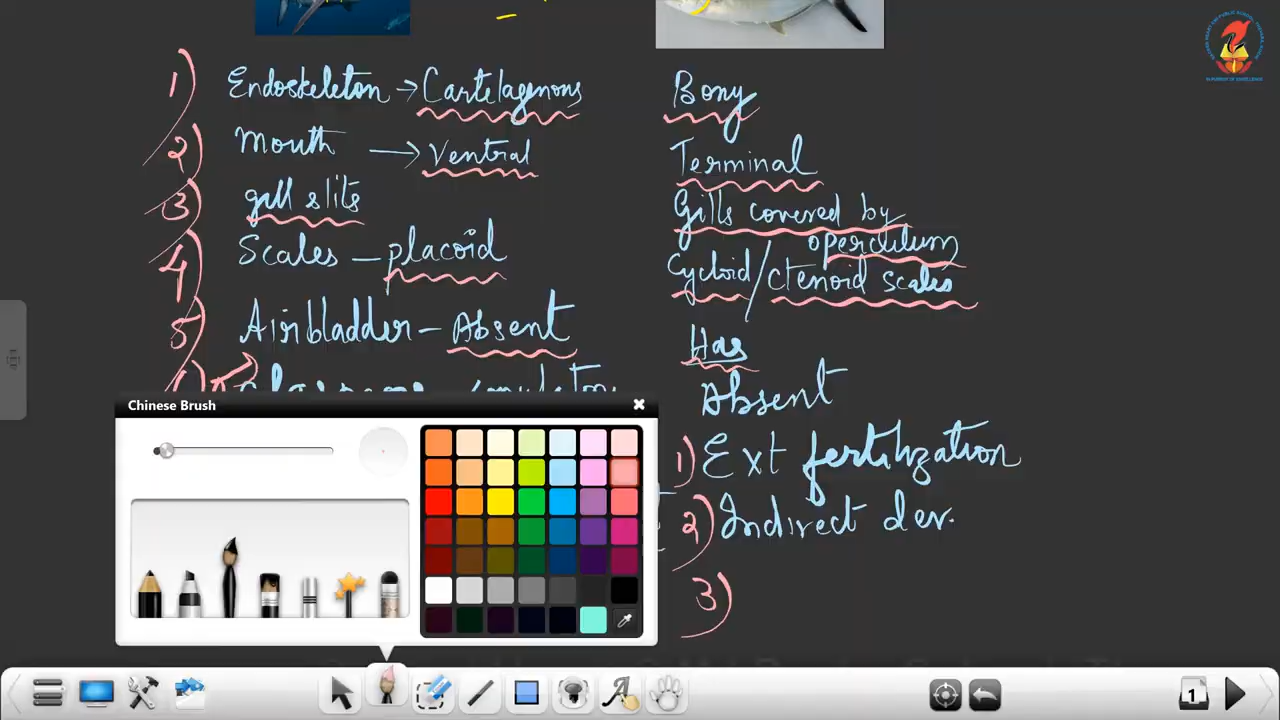 1) Endoskeleton → Cartelagenous Bony
2) Mouth → Ventral Terminal
3) gill slits Gills covered by
operculum
4) Scales – placoid Cycloid/ctenoid scales
5) Airbladder – Absent Has
Absent
Chinese Brush
1) Ext fertilization
2) Indirect dev.
3)
1